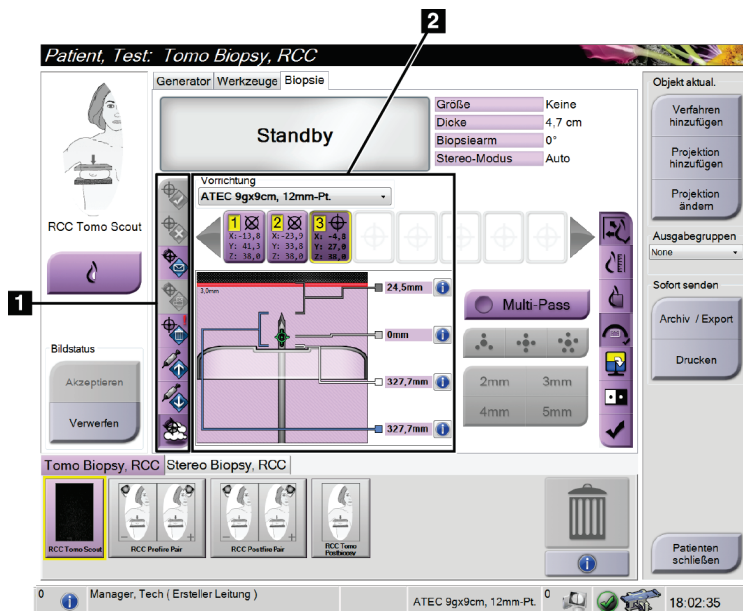 2
Patient, Test: Tomo Biopsy, RCC
Generator Werkzeuge Biopsie
Objekt aktual.
Standby
Größe Keine
Dicke 4,7 cm
Biopsiearm 0°
Stereo-Modus Auto
Verfahren
hinzufügen
Projektion
hinzufügen
Projektion
ändern
Vorrichtung
ATEC 9gx9cm, 12mm-Pt.
1 2 3
X:-13,8 X:-23,9 X: -4,8
Y: 41,3 Y: 33,8 Y: 27,0
Z: 38,0 Z: 38,0 Z: 38,0
RCC Tomo Scout
Ausgabegruppen
None
3,0mm
24,5mm
Sofort senden
1
Multi-Pass
Archiv / Export
0mm
Bildstatus
Drucken
Akzeptieren
327,7mm
2mm 3mm
Verwerfen
4mm 5mm
327,7mm
Tomo Biopsy, RCC Stereo Biopsy, RCC
RCC Tomo Scout
RCC Prefire Pair
RCC Postfire Pair
RCC Tomo
Postbiopsy
Patienten
schließen
0 Manager, Tech ( Ersteller Leitung ) ATEC 9gx9cm, 12mm-Pt. 0 18:02:35